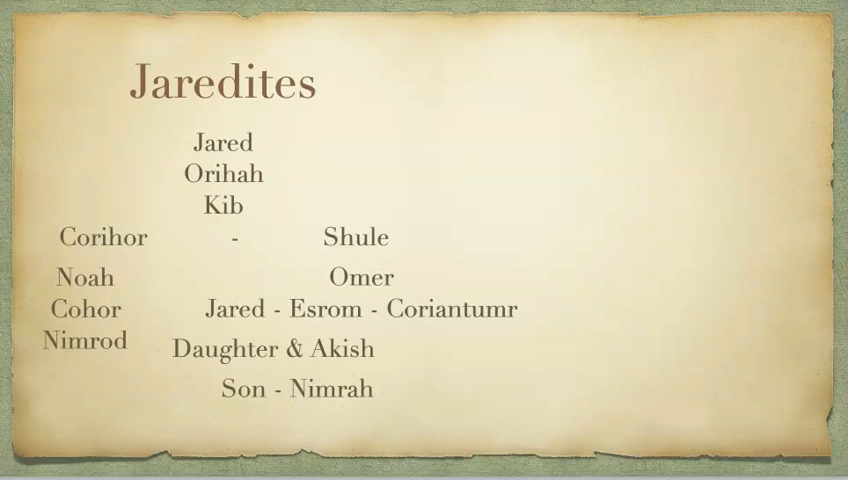 Jaredites
Jared
Orihah
Kib
Corihor - Shule
Noah Omer
Cohor Jared - Esrom - Coriantumr
Nimrod Daughter & Akish
Son - Nimrah